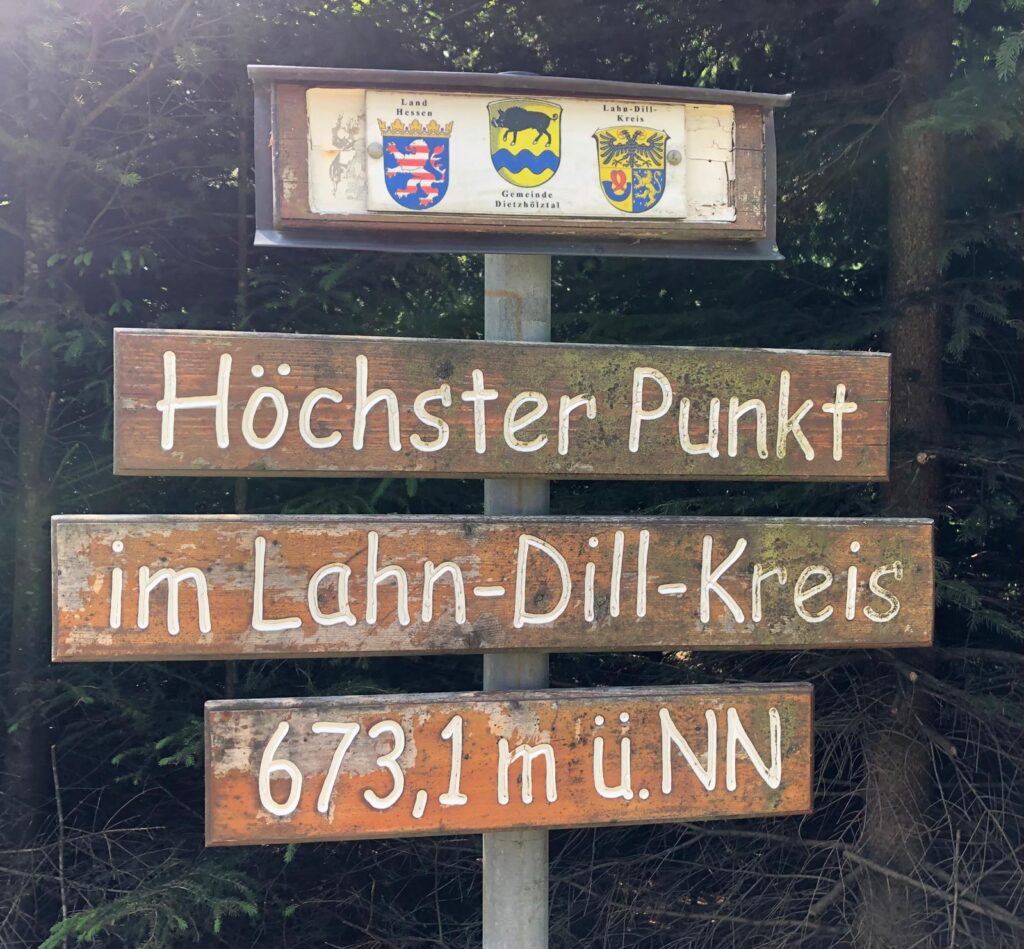 Land
Hessen
Gemeinde
Dietzhölztal
Lahn-Dill-
Kreis
Höchster Punkt
im Lahn-Dill-Kreis
673,1 m ü.NN